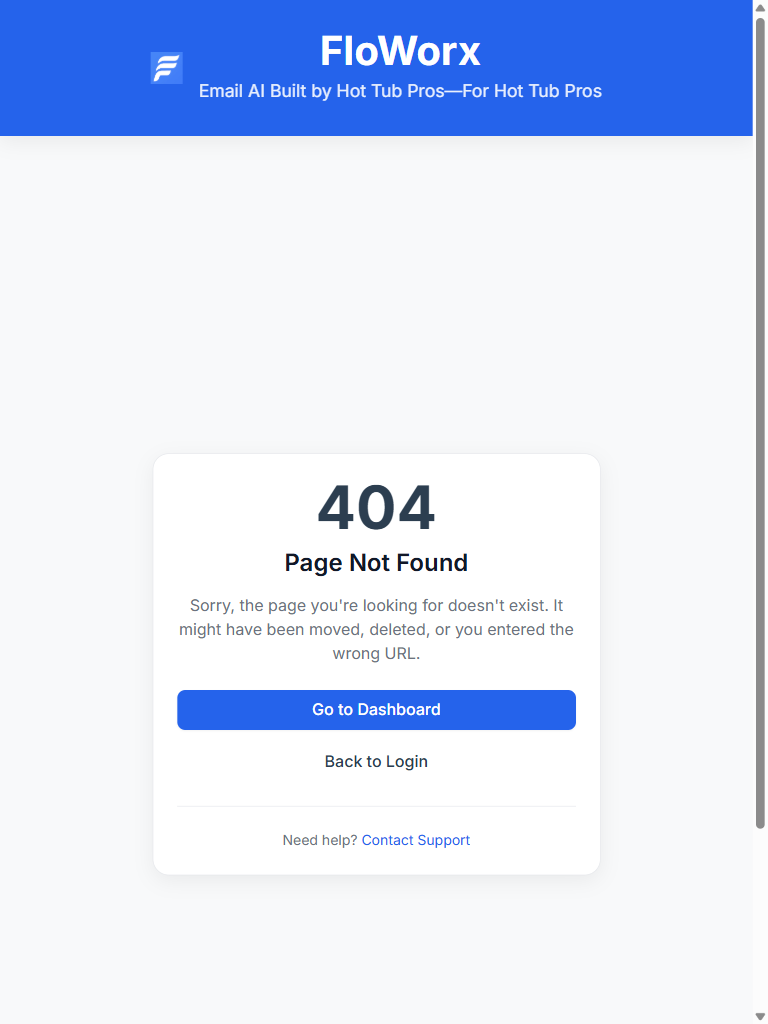 FloWorx
Email AI Built by Hot Tub Pros—For Hot Tub Pros
404
Page Not Found
Sorry, the page you're looking for doesn't exist. It
might have been moved, deleted, or you entered the
wrong URL.
Go to Dashboard
Back to Login
Need help? Contact Support